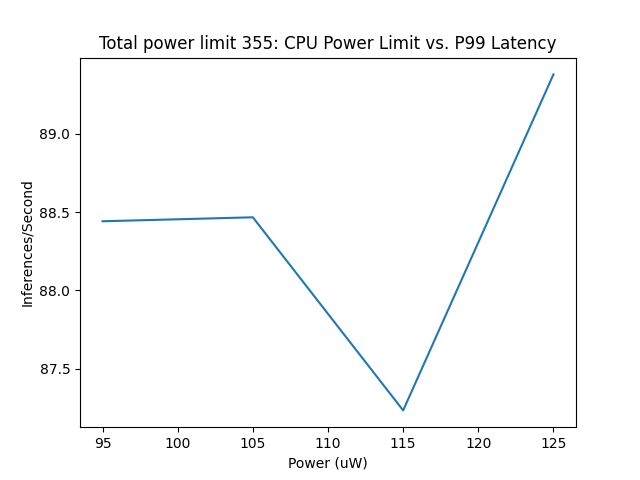 Total power limit 355: CPU Power Limit vs. P99 Latency
89.0
88.5
88.0
87.5
Inferences/Second
95 100 105 110 115 120 125
Power (uW)